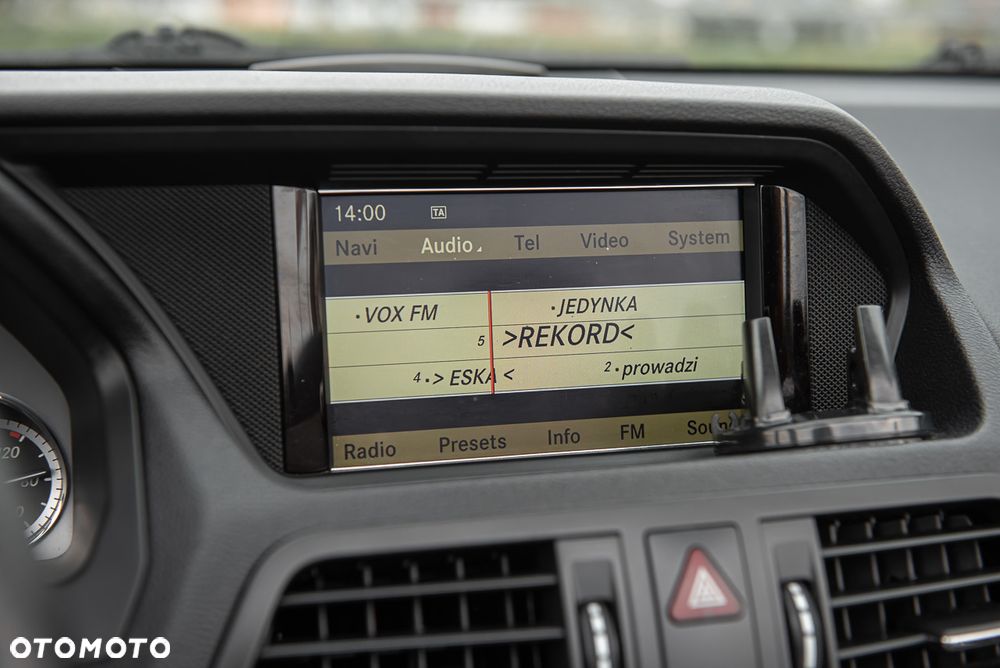 14:00 TA
Navi Audio Tel Video System
·VOX FM ·JEDYNKA
5 >REKORD<
4·> ESKA < 2·prowadzi
Radio Presets Info FM
120
OTOMOTO